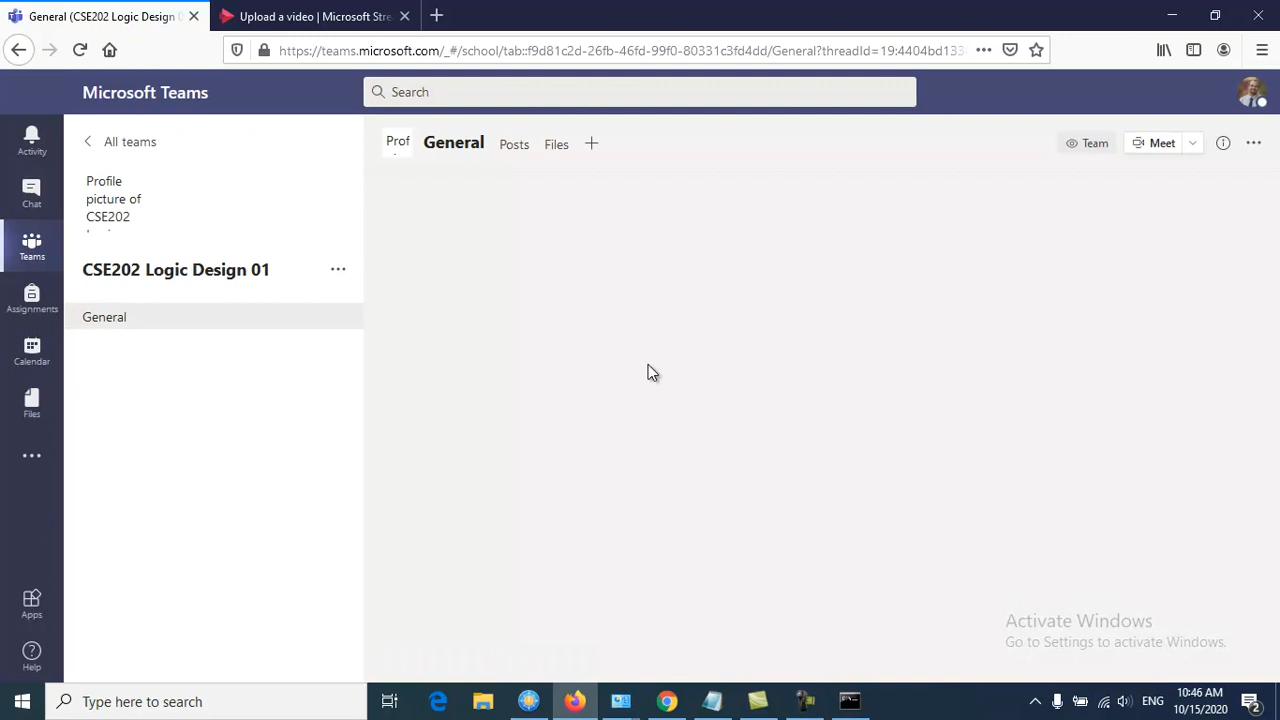 General (CSE202 Logic Design 0
Upload a video | Microsoft Stre
https://teams.microsoft.com/_#/school/tab::f9d81c2d-26fb-46fd-99f0-80331c3fd4dd/General?threadId=19:4404bd133
Microsoft Teams
Search
Activity
Chat
Teams
Assignments
Calendar
Files
Apps
Help
All teams
Profile
picture of
CSE202
CSE202 Logic Design 01
General
Prof
General
Posts
Files
Team
Meet
Activate Windows
Go to Settings to activate Windows.
Type here to search
ENG
10:46 AM
10/15/2020
2